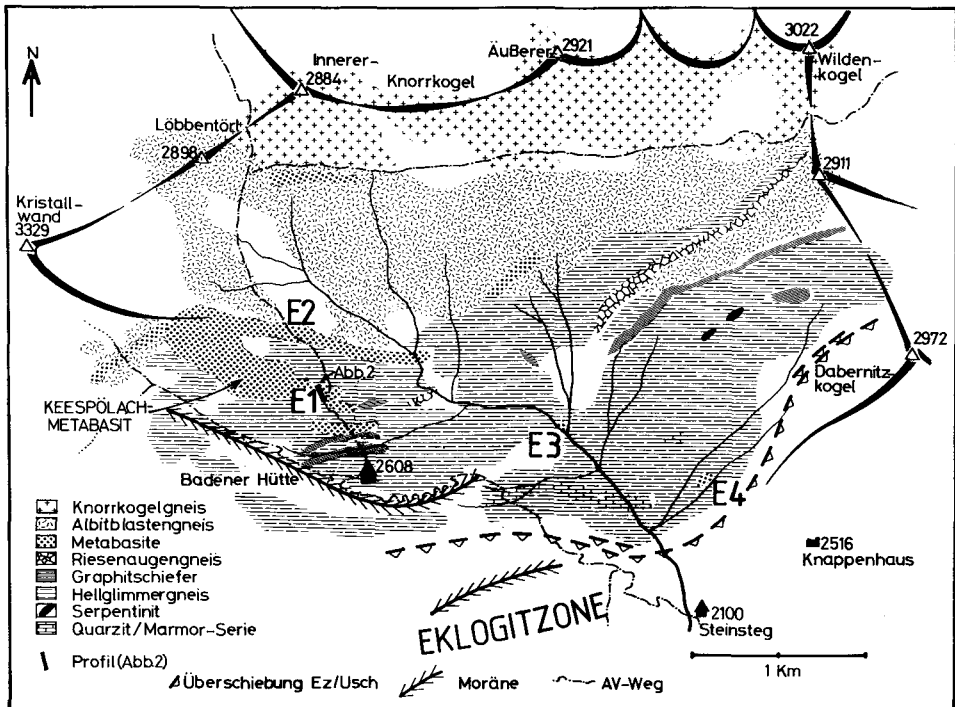 N
3022
Äußerer
2921
Wilden-
kogel
Innerer-
2884
Knorrkogel
Löbbentörl
2898
2911
Kristall-
wand
3329
E2
2972
Abb.2
Dabernitz-
kogel
E1
KEESPÖLACH-
METABASIT
E3
2608
Badener Hütte
E4
Knorrkogelgneis
Albitblastengneis
Metabasite
Riesenaugengneis
Graphitschiefer
Hellglimmergneis
Serpentinit
Quarzit/Marmor-Serie
2516
Knappenhaus
EKLOGITZONE
2100
Steinsteg
Profil (Abb.2)
1 Km
Überschiebung Ez/Usch
Moräne
AV-Weg